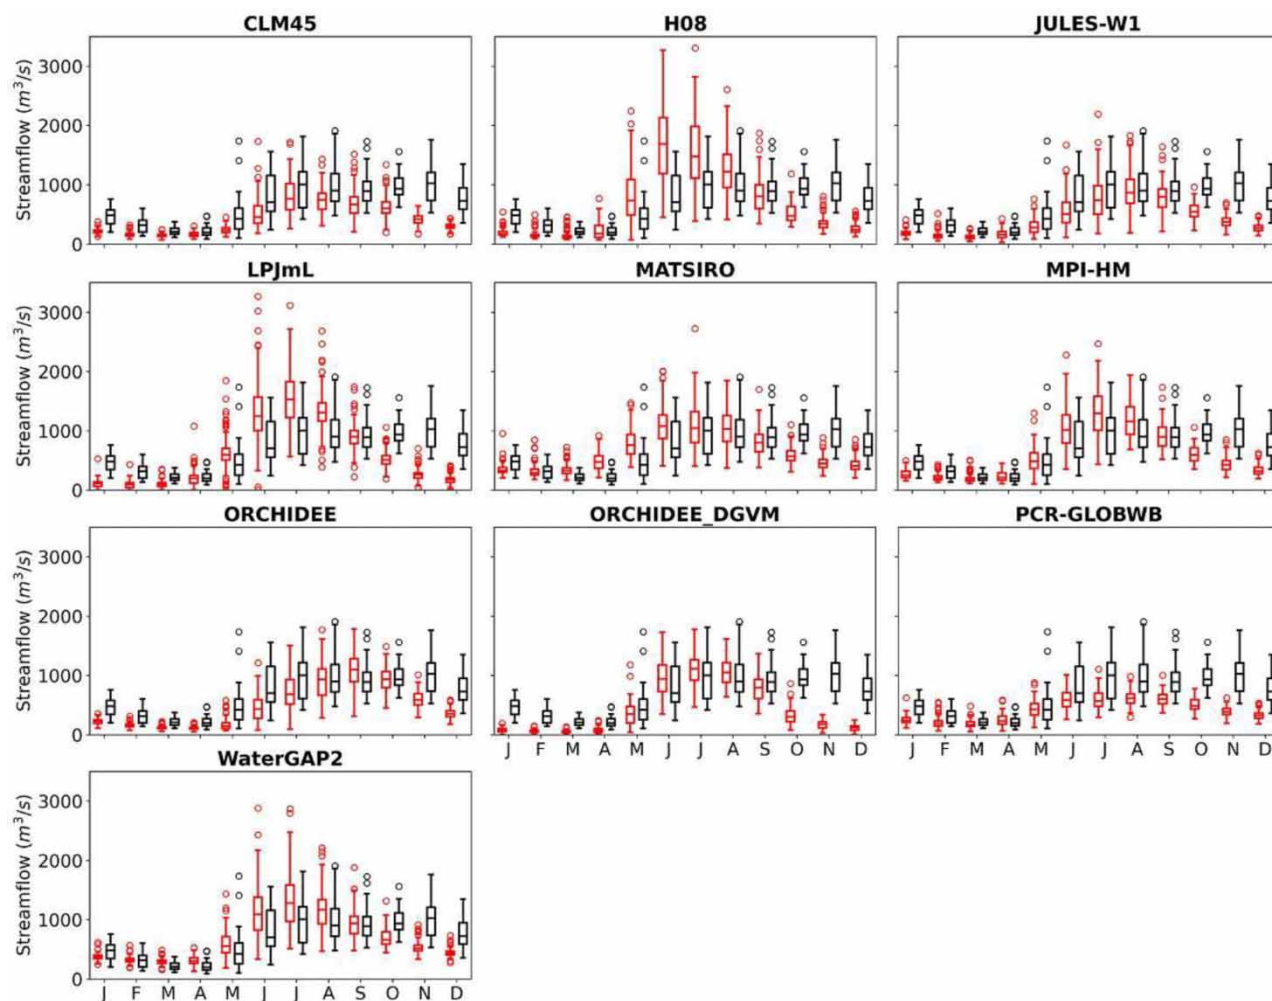 CLM45 H08 JULES-W1
Streamflow (m³/s)
3000
2000
1000
0
LPJmL MATSIRO MPI-HM
Streamflow (m³/s)
3000
2000
1000
0
ORCHIDEE ORCHIDEE_DGVM PCR-GLOBWB
Streamflow (m³/s)
3000
2000
1000
0
J F M A M J J A S O N D J F M A M J J A S O N D
WaterGAP2
Streamflow (m³/s)
3000
2000
1000
0
J F M A M J J A S O N D